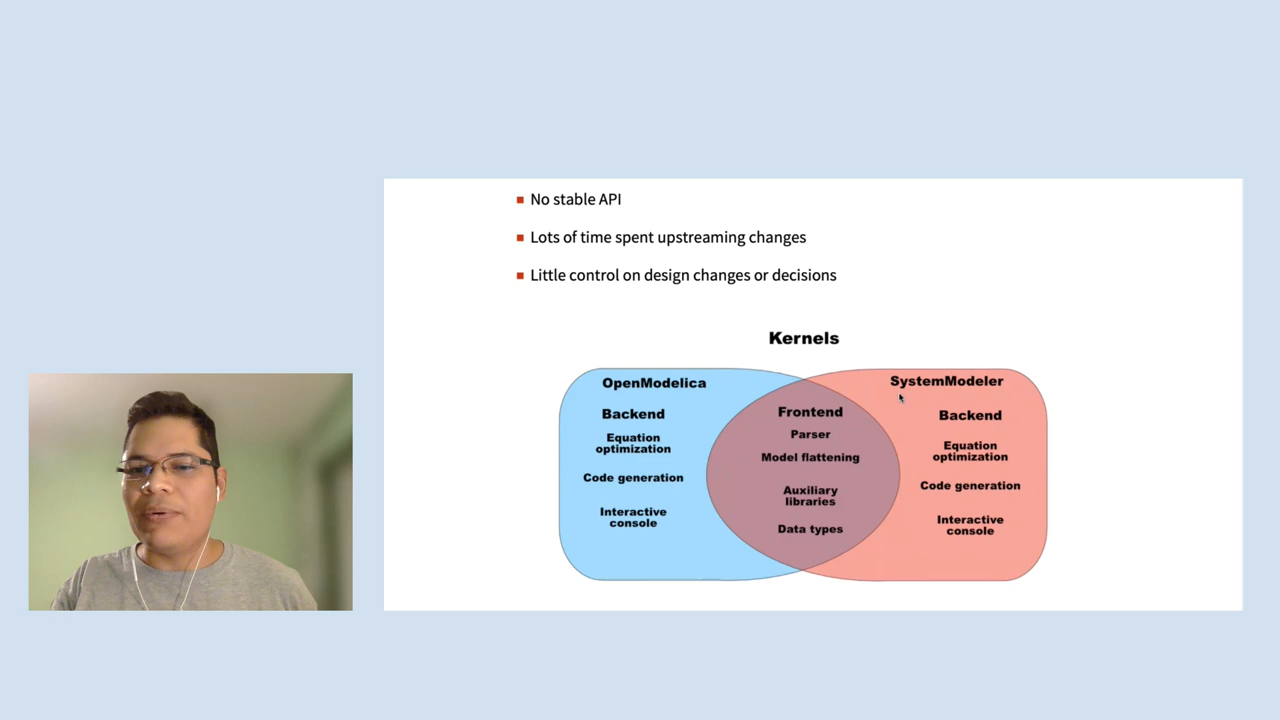 No stable API
Lots of time spent upstreaming changes
Little control on design changes or decisions
Kernels
OpenModelica
Backend
Equation
optimization
Code generation
Interactive
console
Frontend
Parser
Model flattening
Auxiliary
libraries
Data types
SystemModeler
Backend
Equation
optimization
Code generation
Interactive
console